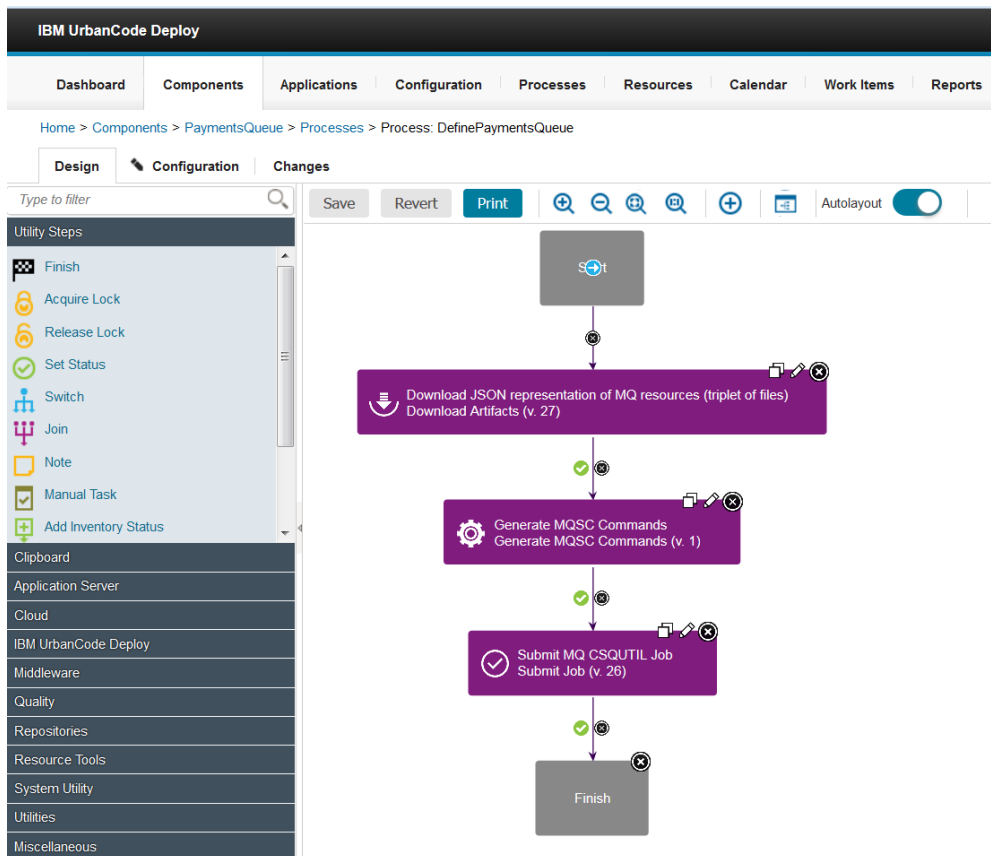 IBM UrbanCode Deploy
Dashboard Components Applications Configuration Processes Resources Calendar Work Items Reports
Home > Components > PaymentsQueue > Processes > Process: DefinePaymentsQueue
Design Configuration Changes
Type to filter
Save Revert Print Autolayout
Utility Steps
Finish
Acquire Lock
Release Lock
Set Status
Switch
Join
Note
Manual Task
Add Inventory Status
Clipboard
Application Server
Cloud
IBM UrbanCode Deploy
Middleware
Quality
Repositories
Resource Tools
System Utility
Utilities
Miscellaneous
Download JSON representation of MQ resources (triplet of files)
Download Artifacts (v. 27)
Generate MQSC Commands
Generate MQSC Commands (v. 1)
Submit MQ CSQUTIL Job
Submit Job (v. 26)
Finish